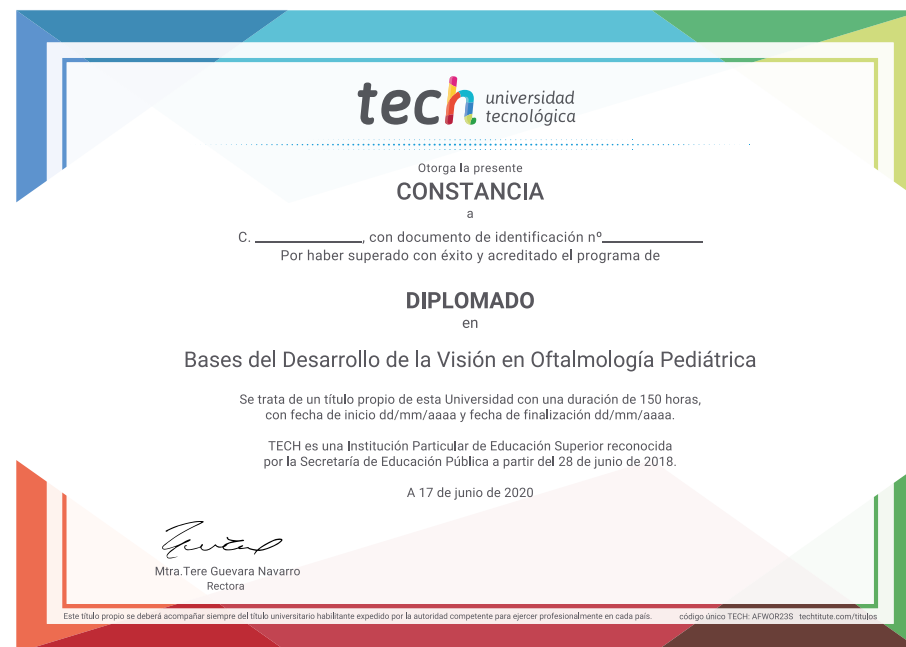 tech universidad
tecnológica
Otorga la presente
CONSTANCIA
a
C. ____________, con documento de identificación nº____________
Por haber superado con éxito y acreditado el programa de
DIPLOMADO
en
Bases del Desarrollo de la Visión en Oftalmología Pediátrica
Se trata de un título propio de esta Universidad con una duración de 150 horas,
con fecha de inicio dd/mm/aaaa y fecha de finalización dd/mm/aaaa.
TECH es una Institución Particular de Educación Superior reconocida
por la Secretaría de Educación Pública a partir del 28 de junio de 2018.
A 17 de junio de 2020
Mtra.Tere Guevara Navarro
Rectora
Este título propio se deberá acompañar siempre del título universitario habilitante expedido por la autoridad competente para ejercer profesionalmente en cada país. código único TECH: AFWOR23S techtitute.com/titulos